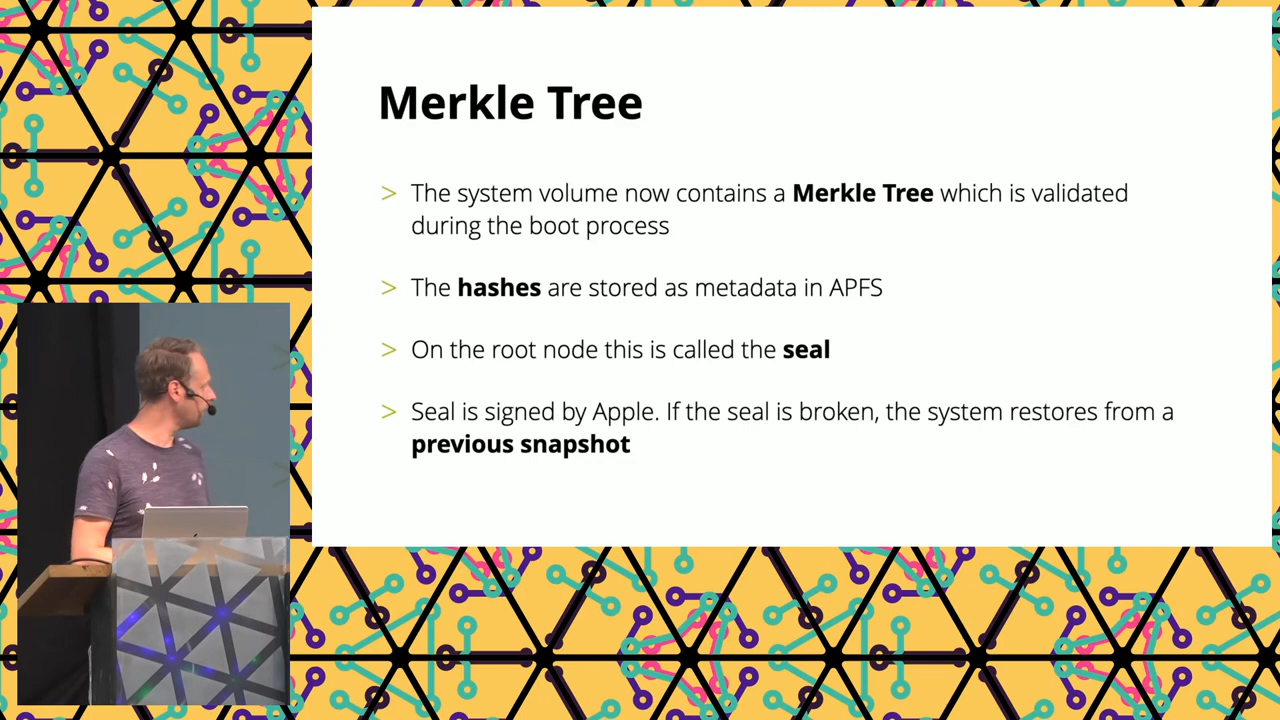 Merkle Tree
> The system volume now contains a Merkle Tree which is validated
during the boot process
> The hashes are stored as metadata in APFS
> On the root node this is called the seal
> Seal is signed by Apple. If the seal is broken, the system restores from a
previous snapshot